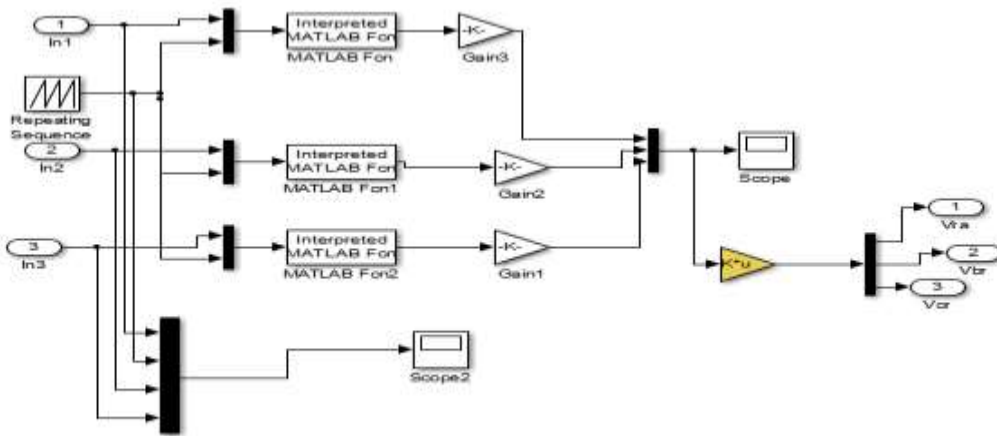 1
In1
Interpreted
MATLAB Fcn
MATLAB Fcn
-K-
Gain3
Repeating
Sequence
2
In2
Interpreted
MATLAB Fcn
MATLAB Fcn1
-K-
Gain2
Scope
3
In3
Interpreted
MATLAB Fcn
MATLAB Fcn2
-K-
Gain1
K*u
1
Vra
2
Vbr
3
Vcr
Scope2